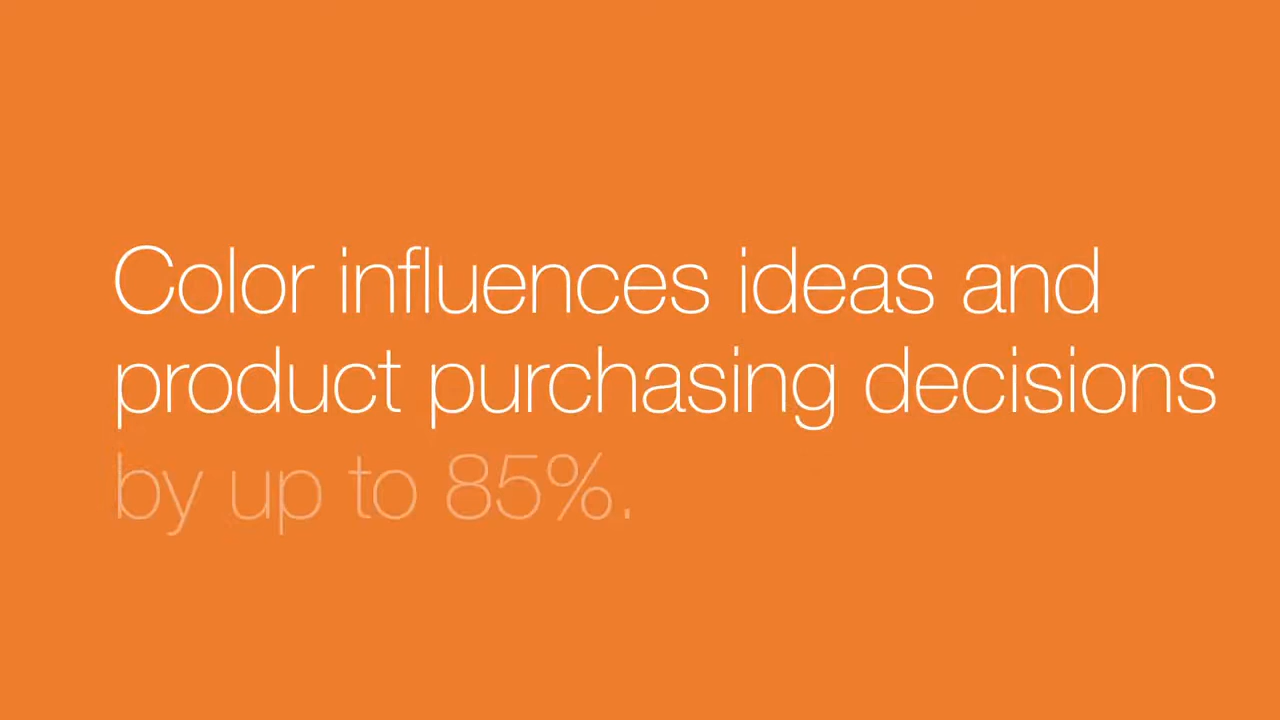 Color influences ideas and
product purchasing decisions
by up to 85%.